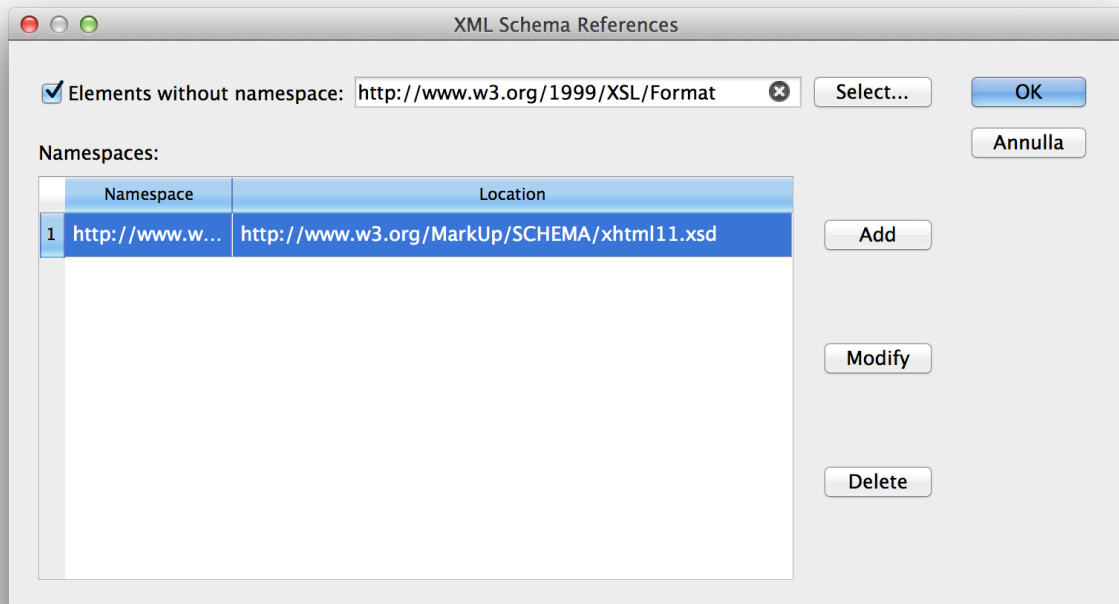 XML Schema References
Elements without namespace: http://www.w3.org/1999/XSL/Format Select... OK
Annulla
Namespaces:
Namespace Location
1 http://www.w... http://www.w3.org/MarkUp/SCHEMA/xhtml11.xsd
Add
Modify
Delete